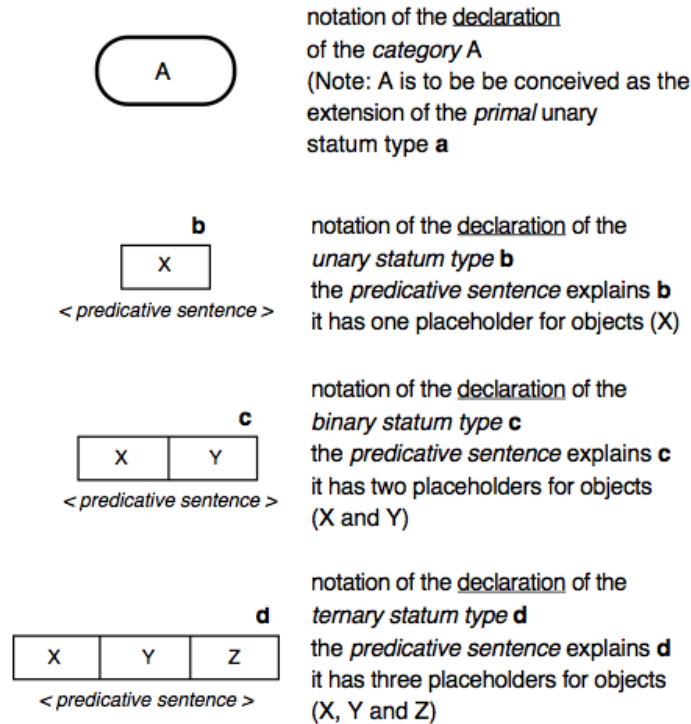 A
notation of the declaration
of the category A
(Note: A is to be be conceived as the
extension of the primal unary
statum type a
b
X
< predicative sentence >
notation of the declaration of the
unary statum type b
the predicative sentence explains b
it has one placeholder for objects (X)
c
X Y
< predicative sentence >
notation of the declaration of the
binary statum type c
the predicative sentence explains c
it has two placeholders for objects
(X and Y)
d
X Y Z
< predicative sentence >
notation of the declaration of the
ternary statum type d
the predicative sentence explains d
it has three placeholders for objects
(X, Y and Z)